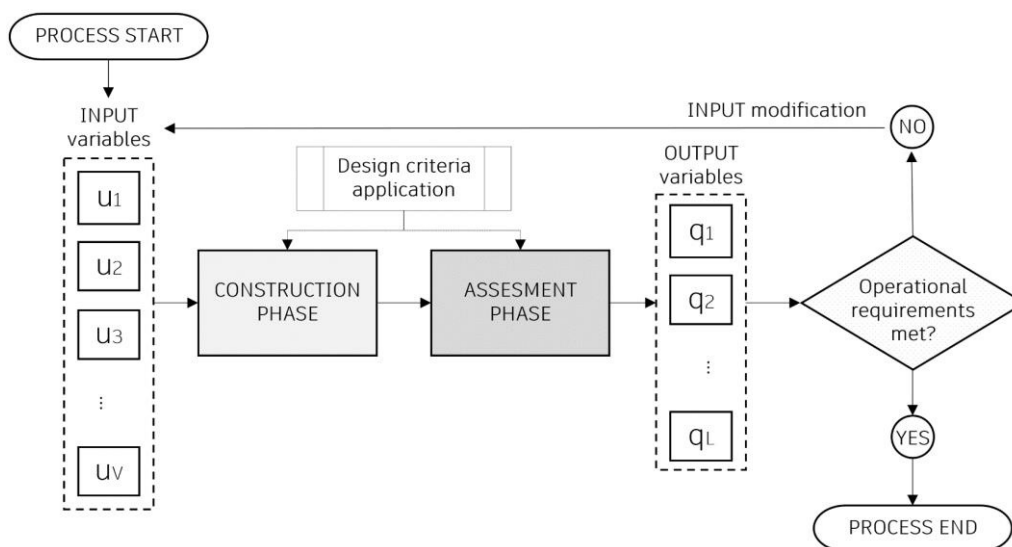 PROCESS START
INPUT
variables
u1
u2
u3
...
uV
Design criteria
application
CONSTRUCTION
PHASE
ASSESMENT
PHASE
OUTPUT
variables
q1
q2
...
qL
INPUT modification
NO
Operational
requirements
met?
YES
PROCESS END